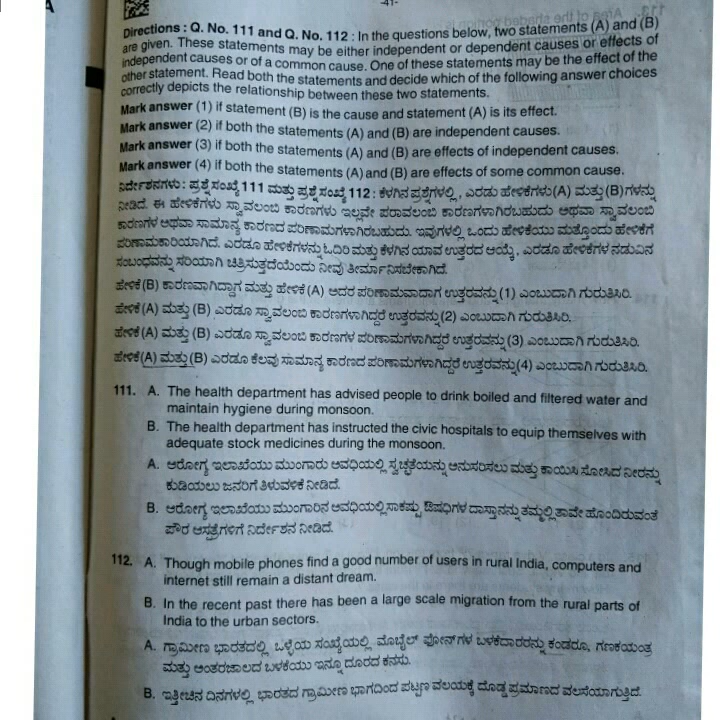 A
-41-
Directions : Q. No. 111 and Q. No. 112 : In the questions below, two statements (A) and (B)
are given. These statements may be either independent or dependent causes or effects of
independent causes or of a common cause. One of these statements may be the effect of the
other statement. Read both the statements and decide which of the following answer choices
correctly depicts the relationship between these two statements.
Mark answer (1) if statement (B) is the cause and statement (A) is its effect.
Mark answer (2) if both the statements (A) and (B) are independent causes.
Mark answer (3) if both the statements (A) and (B) are effects of independent causes.
Mark answer (4) if both the statements (A) and (B) are effects of some common cause.
ನಿರ್ದೇಶನಗಳು : ಪ್ರಶ್ನೆ ಸಂಖ್ಯೆ 111 ಮತ್ತು ಪ್ರಶ್ನೆ ಸಂಖ್ಯೆ 112 : ಕೆಳಗಿನ ಪ್ರಶ್ನೆಗಳಲ್ಲಿ, ಎರಡು ಹೇಳಿಕೆಗಳು (A) ಮತ್ತು (B) ಗಳನ್ನು
ನೀಡಿದೆ. ಈ ಹೇಳಿಕೆಗಳು ಸ್ವಾವಲಂಬಿ ಕಾರಣಗಳು ಇಲ್ಲವೇ ಪರಾವಲಂಬಿ ಕಾರಣಗಳಾಗಿರಬಹುದು ಅಥವಾ ಸ್ವಾವಲಂಬಿ
ಕಾರಣಗಳ ಅಥವಾ ಸಾಮಾನ್ಯ ಕಾರಣದ ಪರಿಣಾಮಗಳಾಗಿರಬಹುದು. ಇವುಗಳಲ್ಲಿ ಒಂದು ಹೇಳಿಕೆಯು ಮತ್ತೊಂದು ಹೇಳಿಕೆಗೆ
ಪರಿಣಾಮಕಾರಿಯಾಗಿದೆ. ಎರಡೂ ಹೇಳಿಕೆಗಳನ್ನು ಓದಿರಿ ಮತ್ತು ಕೆಳಗಿನ ಯಾವ ಉತ್ತರದ ಆಯ್ಕೆ, ಎರಡೂ ಹೇಳಿಕೆಗಳ ನಡುವಿನ
ಸಂಬಂಧವನ್ನು ಸರಿಯಾಗಿ ಚಿತ್ರಿಸುತ್ತದೆಯೆಂದು ನೀವು ತೀರ್ಮಾನಿಸಬೇಕಾಗಿದೆ.
ಹೇಳಿಕೆ (B) ಕಾರಣವಾಗಿದ್ದಾಗ ಮತ್ತು ಹೇಳಿಕೆ (A) ಅದರ ಪರಿಣಾಮವಾದಾಗ ಉತ್ತರವನ್ನು (1) ಎಂಬುದಾಗಿ ಗುರುತಿಸಿರಿ.
ಹೇಳಿಕೆ (A) ಮತ್ತು (B) ಎರಡೂ ಸ್ವಾವಲಂಬಿ ಕಾರಣಗಳಾಗಿದ್ದರೆ ಉತ್ತರವನ್ನು (2) ಎಂಬುದಾಗಿ ಗುರುತಿಸಿರಿ.
ಹೇಳಿಕೆ (A) ಮತ್ತು (B) ಎರಡೂ ಸ್ವಾವಲಂಬಿ ಕಾರಣಗಳ ಪರಿಣಾಮಗಳಾಗಿದ್ದರೆ ಉತ್ತರವನ್ನು (3) ಎಂಬುದಾಗಿ ಗುರುತಿಸಿರಿ.
ಹೇಳಿಕೆ (A) ಮತ್ತು (B) ಎರಡೂ ಕೆಲವು ಸಾಮಾನ್ಯ ಕಾರಣದ ಪರಿಣಾಮಗಳಾಗಿದ್ದರೆ ಉತ್ತರವನ್ನು (4) ಎಂಬುದಾಗಿ ಗುರುತಿಸಿರಿ.
111. A. The health department has advised people to drink boiled and filtered water and
maintain hygiene during monsoon.
B. The health department has instructed the civic hospitals to equip themselves with
adequate stock medicines during the monsoon.
A. ಆರೋಗ್ಯ ಇಲಾಖೆಯು ಮುಂಗಾರು ಅವಧಿಯಲ್ಲಿ ಸ್ವಚ್ಛತೆಯನ್ನು ಅನುಸರಿಸಲು ಮತ್ತು ಕಾಯಿಸಿ ಸೋಸಿದ ನೀರನ್ನು
ಕುಡಿಯಲು ಜನರಿಗೆ ತಿಳುವಳಿಕೆ ನೀಡಿದೆ.
B. ಆರೋಗ್ಯ ಇಲಾಖೆಯು ಮುಂಗಾರಿನ ಅವಧಿಯಲ್ಲಿ ಸಾಕಷ್ಟು ಔಷಧಿಗಳ ದಾಸ್ತಾನನ್ನು ತಮ್ಮಲ್ಲಿ ತಾವೇ ಹೊಂದಿರುವಂತೆ
ಪೌರ ಆಸ್ಪತ್ರೆಗಳಿಗೆ ನಿರ್ದೇಶನ ನೀಡಿದೆ.
112. A. Though mobile phones find a good number of users in rural India, computers and
internet still remain a distant dream.
B. In the recent past there has been a large scale migration from the rural parts of
India to the urban sectors.
A. ಗ್ರಾಮೀಣ ಭಾರತದಲ್ಲಿ ಒಳ್ಳೆಯ ಸಂಖ್ಯೆಯಲ್ಲಿ ಮೊಬೈಲ್ ಫೋನ್‌ಗಳ ಬಳಕೆದಾರರನ್ನು ಕಂಡರೂ, ಗಣಕಯಂತ್ರ
ಮತ್ತು ಅಂತರಜಾಲದ ಬಳಕೆಯು ಇನ್ನೂ ದೂರದ ಕನಸು.
B. ಇತ್ತೀಚಿನ ದಿನಗಳಲ್ಲಿ ಭಾರತದ ಗ್ರಾಮೀಣ ಭಾಗದಿಂದ ಪಟ್ಟಣ ವಲಯಕ್ಕೆ ದೊಡ್ಡ ಪ್ರಮಾಣದ ವಲಸೆಯಾಗುತ್ತಿದೆ.